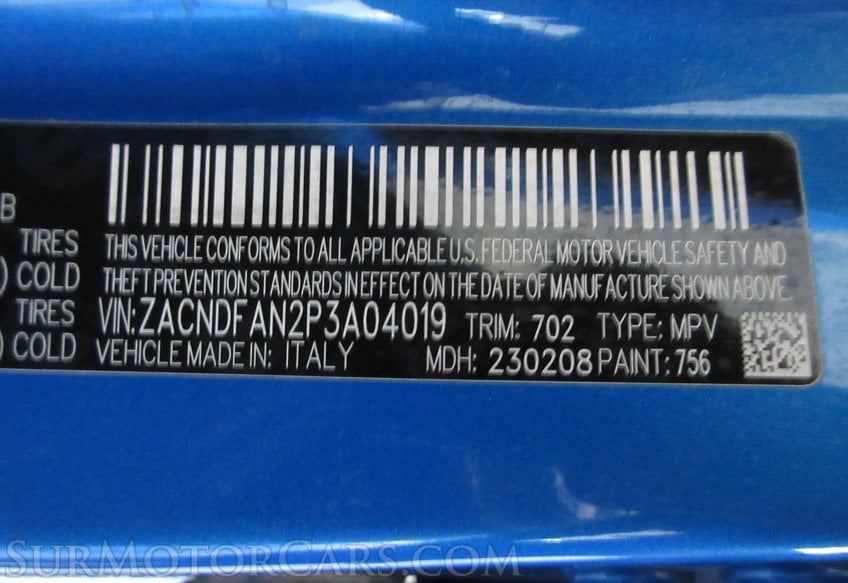 B
TIRES THIS VEHICLE CONFORMS TO ALL APPLICABLE U.S. FEDERAL MOTOR VEHICLE SAFETY AND
) COLD THEFT PREVENTION STANDARDS IN EFFECT ON THE DATE OF MANUFACTURE SHOWN ABOVE.
TIRES VIN: ZACNDFAN2P3A04019 TRIM: 702 TYPE: MPV
) COLD VEHICLE MADE IN: ITALY MDH: 230208 PAINT: 756
SURMOTORCARS.COM